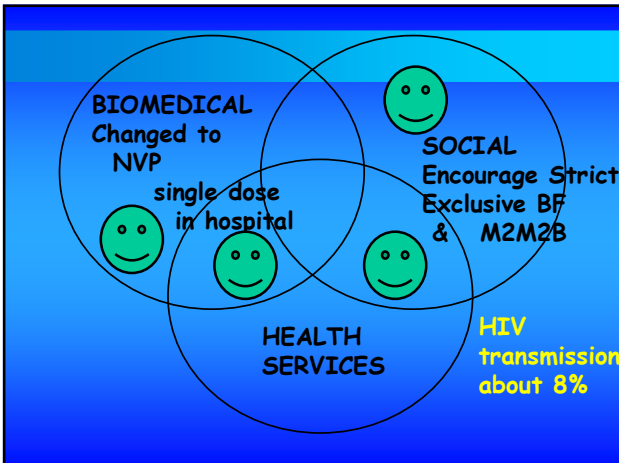 BIOMEDICAL
Changed to
NVP
single dose
in hospital
SOCIAL
Encourage Strict
Exclusive BF
& M2M2B
HEALTH
SERVICES
HIV
transmission
about 8%